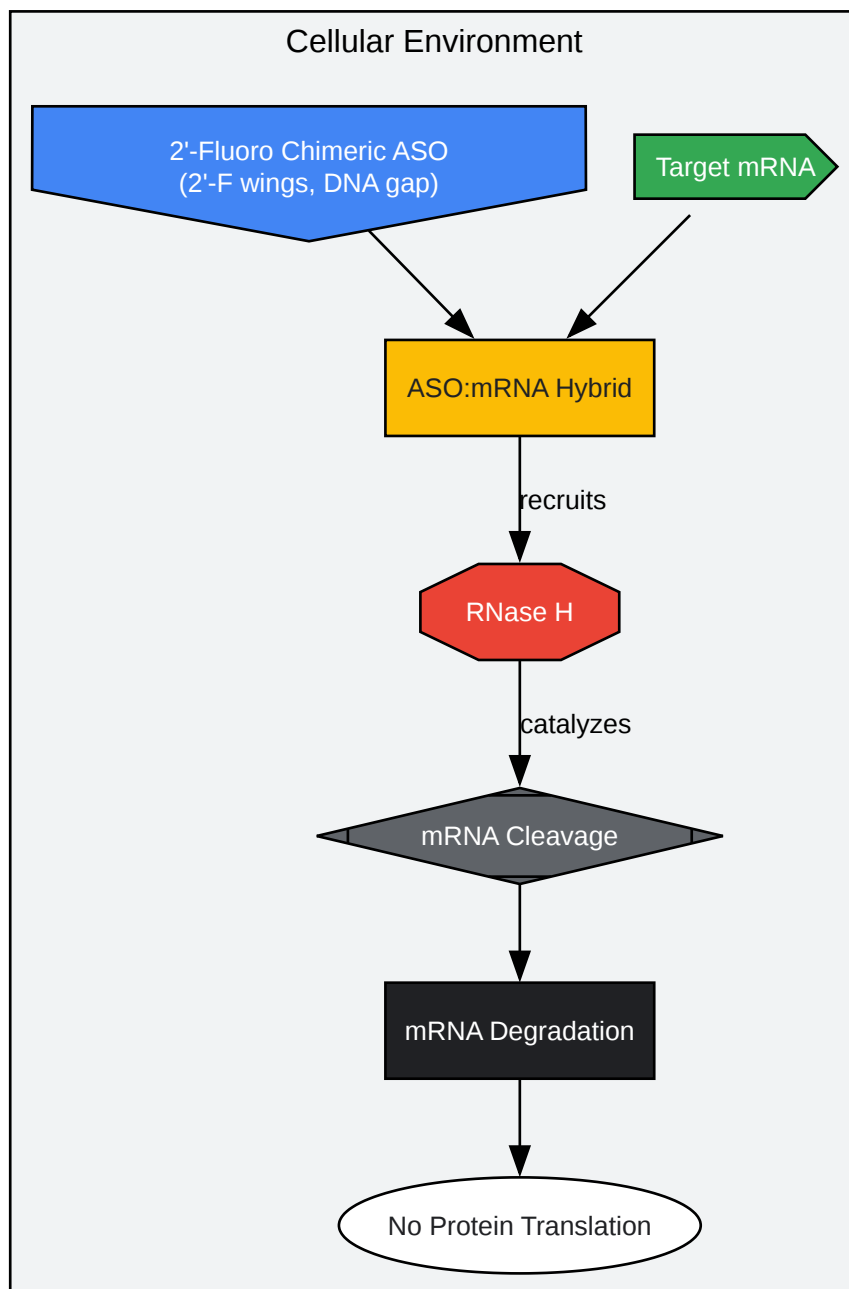 Cellular Environment
2'-Fluoro Chimeric ASO
(2'-F wings, DNA gap)
Target mRNA
ASO:mRNA Hybrid
recruits
RNase H
catalyzes
mRNA Cleavage
mRNA Degradation
No Protein Translation